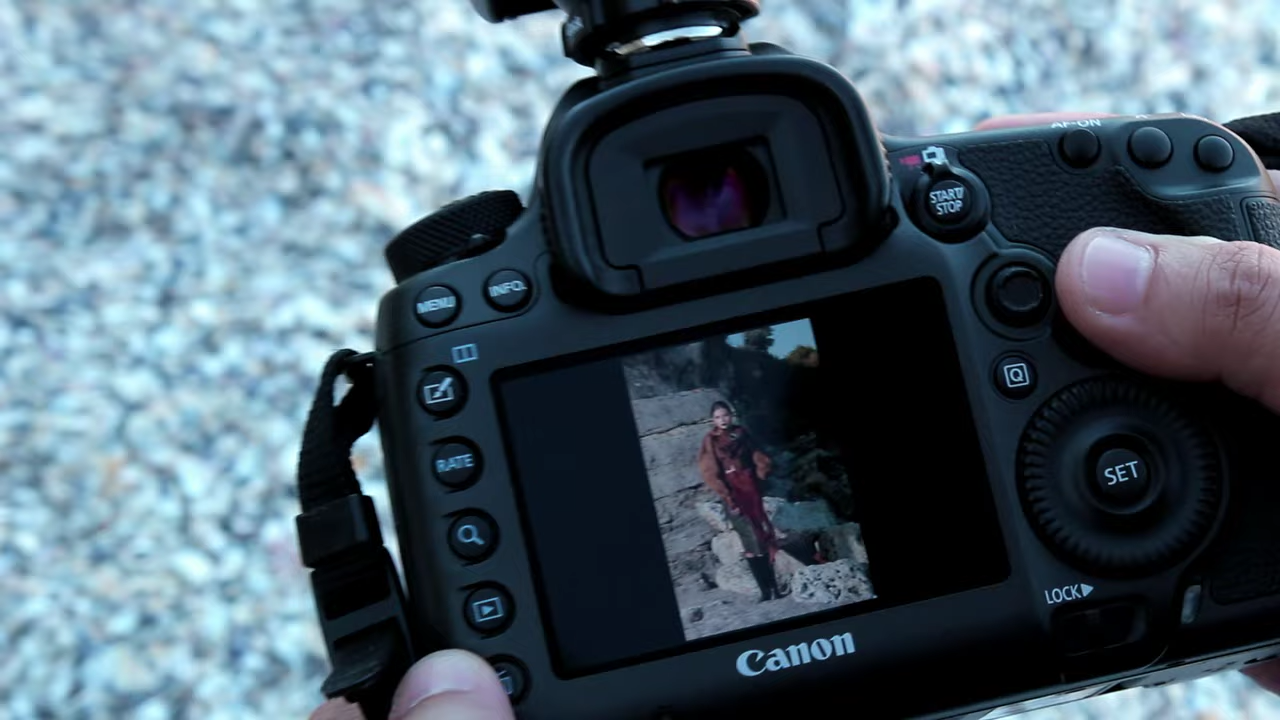 AF-ON
START/
STOP
MENU
INFO.
Q
RATE
SET
LOCK
Canon